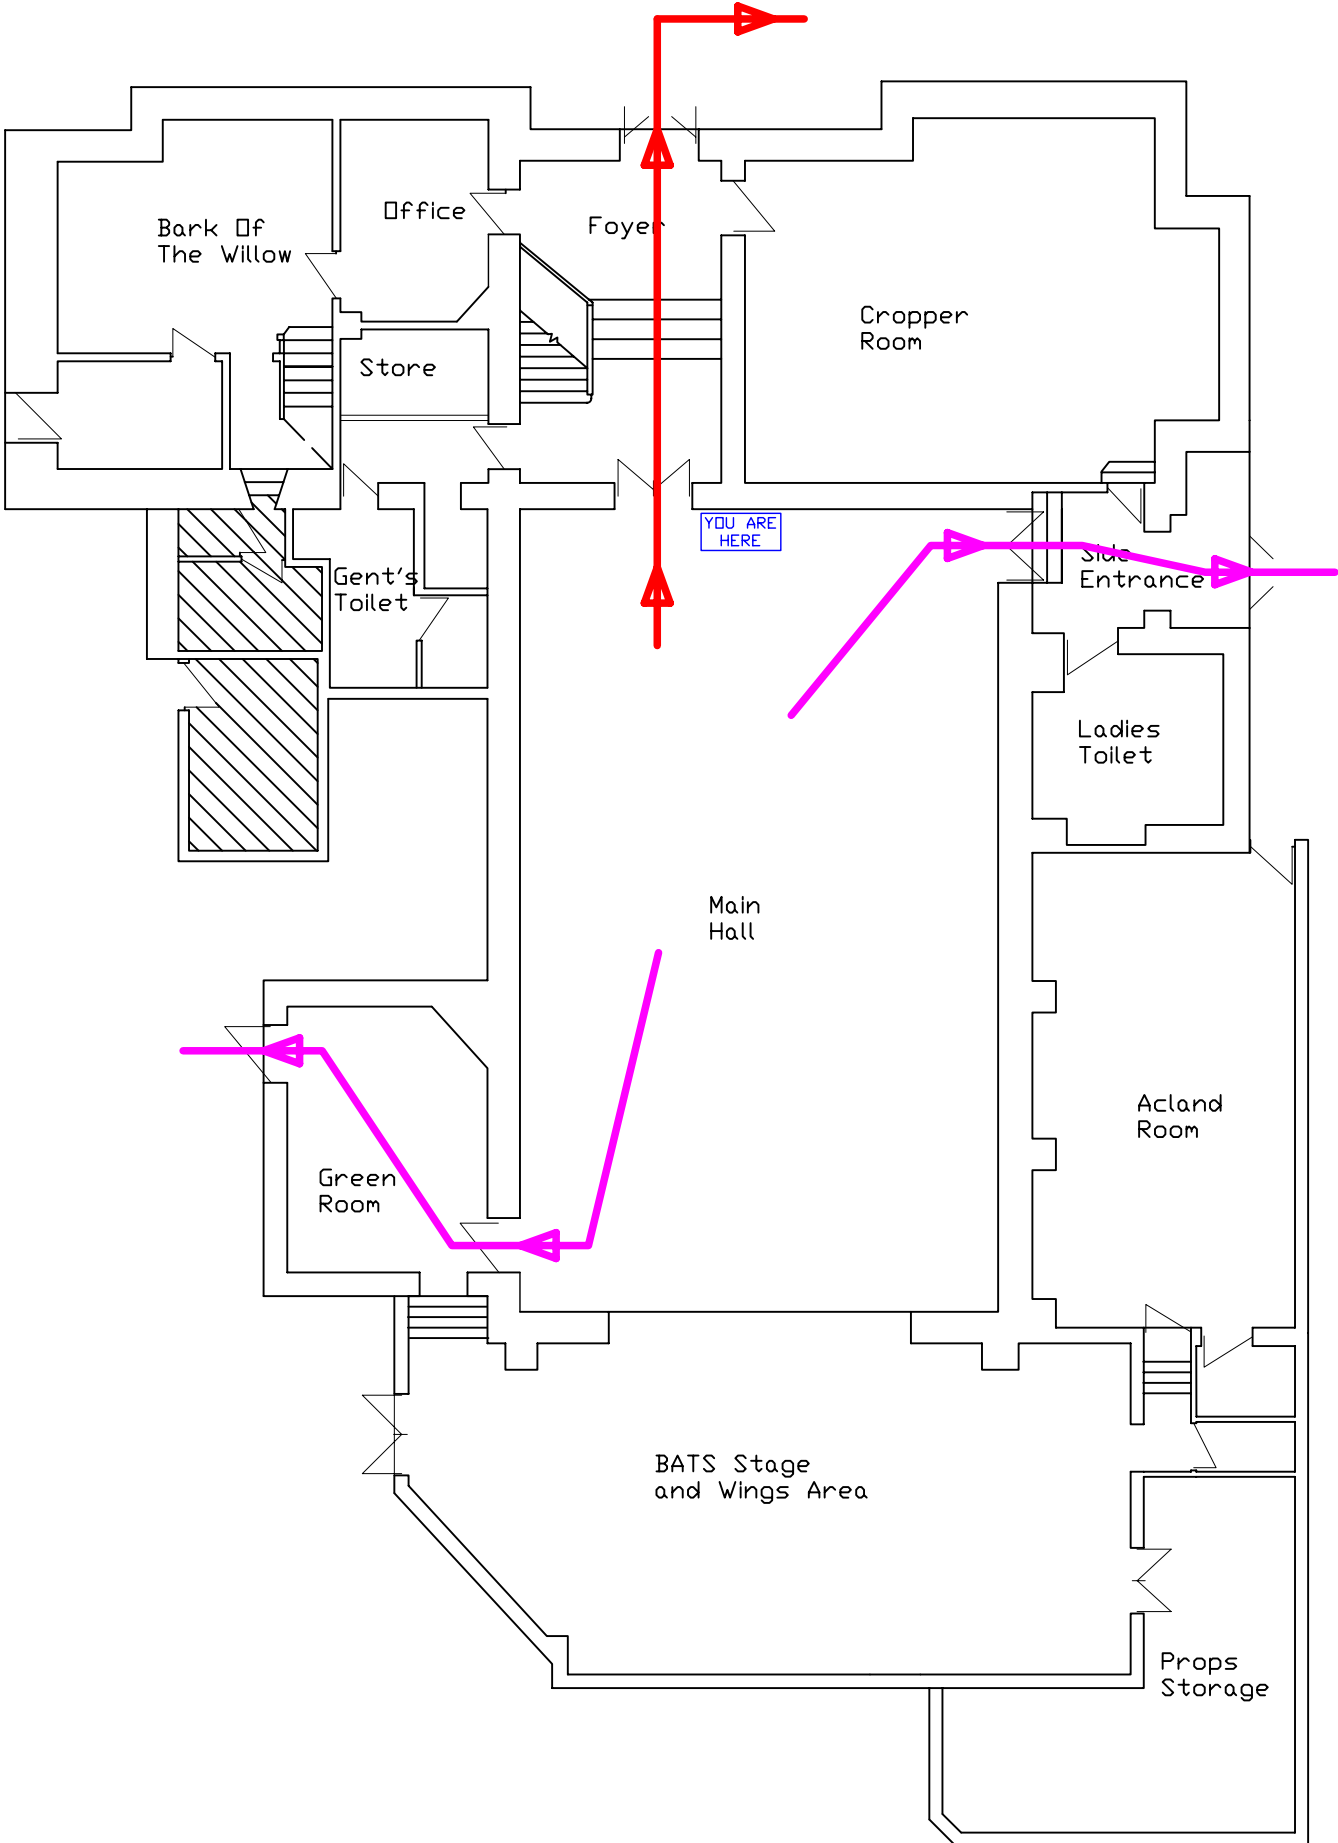 Bark Of
The Willow
Office
Foyer
Cropper
Room
Store
YOU ARE
HERE
Side
Entrance
Gent's
Toilet
Ladies
Toilet
Main
Hall
Acland
Room
Green
Room
BATS Stage
and Wings Area
Props
Storage